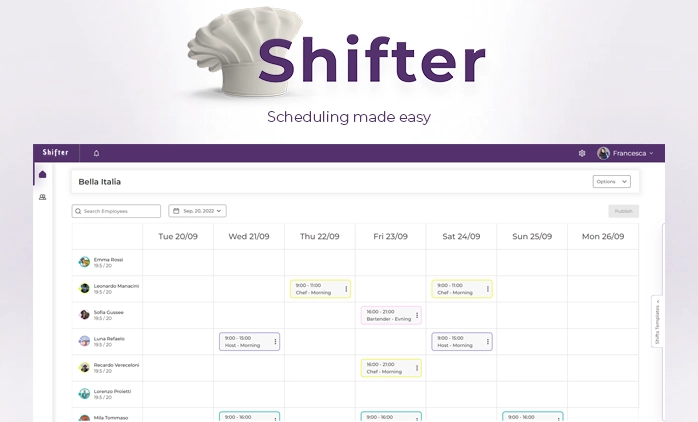 Shifter
Scheduling made easy
Shifter
Francesca
Bella Italia
Options
Search Employees
Sep, 20, 2022
Publish
Tue 20/09 Wed 21/09 Thu 22/09 Fri 23/09 Sat 24/09 Sun 25/09 Mon 26/09
Emma Rossi
19.5 / 20
Leonardo Manacini
19.5 / 20
9:00 - 11:00
Chef - Morning
9:00 - 11:00
Chef - Morning
Sofia Gussee
19.5 / 20
16:00 - 21:00
Bartender - Evning
Shifts Templates
Luna Refaelo
19.5 / 20
9:00 - 15:00
Host - Morning
9:00 - 15:00
Host - Morning
Recardo Vereceloni
19.5 / 20
16:00 - 21:00
Chef - Morning
Lorenzo Proietti
19.5 / 20
Mila Tommaso
9:00 - 16:00
9:00 - 16:00
9:00 - 16:00